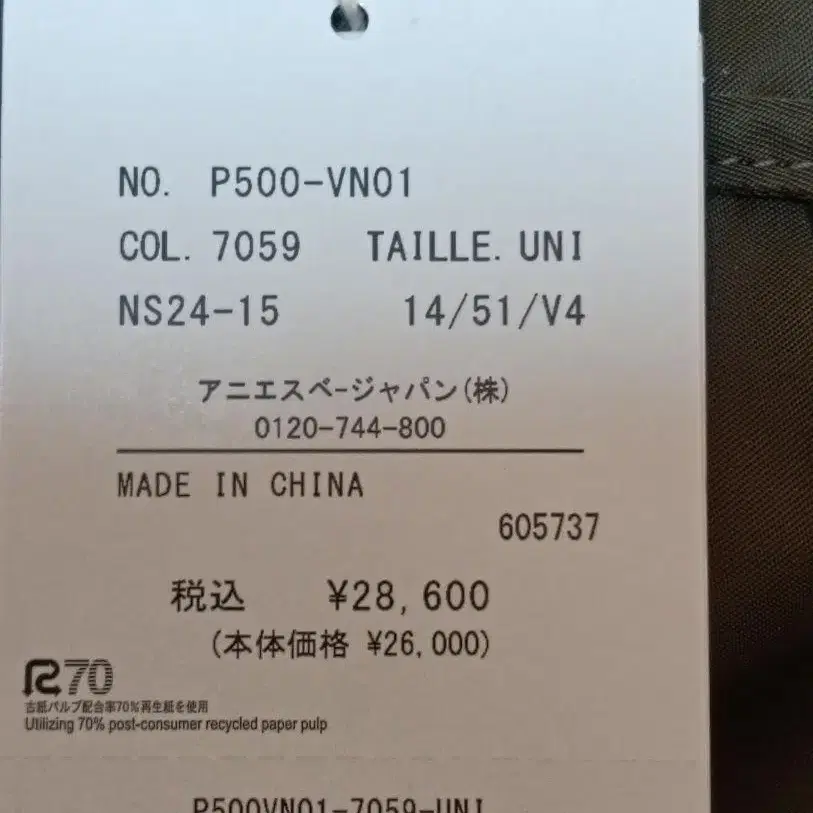 NO. P500-VN01
COL. 7059 TAILLE. UNI
NS24-15 14/51/V4
アニエスベージャパン(株)
0120-744-800
MADE IN CHINA
605737
税込 ¥28,600
(本体価格 ¥26,000)
R70
古紙パルプ配合率70%再生紙を使用
Utilizing 70% post-consumer recycled paper pulp
P500VN01-7059-UNI